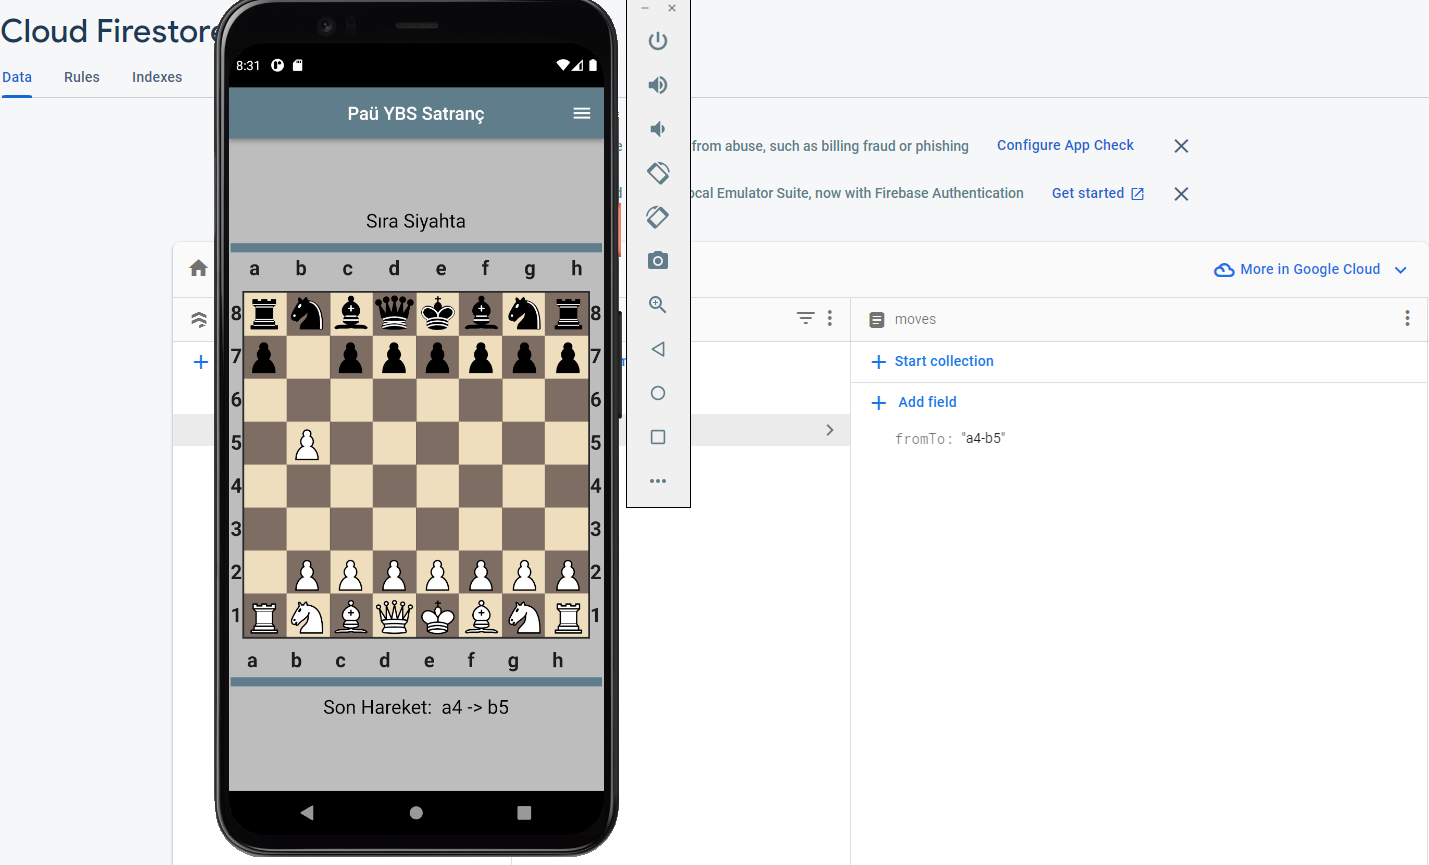 Cloud Firestore
Data Rules Indexes
8:31
Paü YBS Satranç
from abuse, such as billing fraud or phishing Configure App Check
Emulator Suite, now with Firebase Authentication Get started
Sıra Siyahta
a b c d e f g h
More in Google Cloud
8 8
moves
7 7
Start collection
6 6
Add field
5 5
fromTo: "a4-b5"
4 4
3 3
2 2
1 1
a b c d e f g h
Son Hareket: a4 -> b5